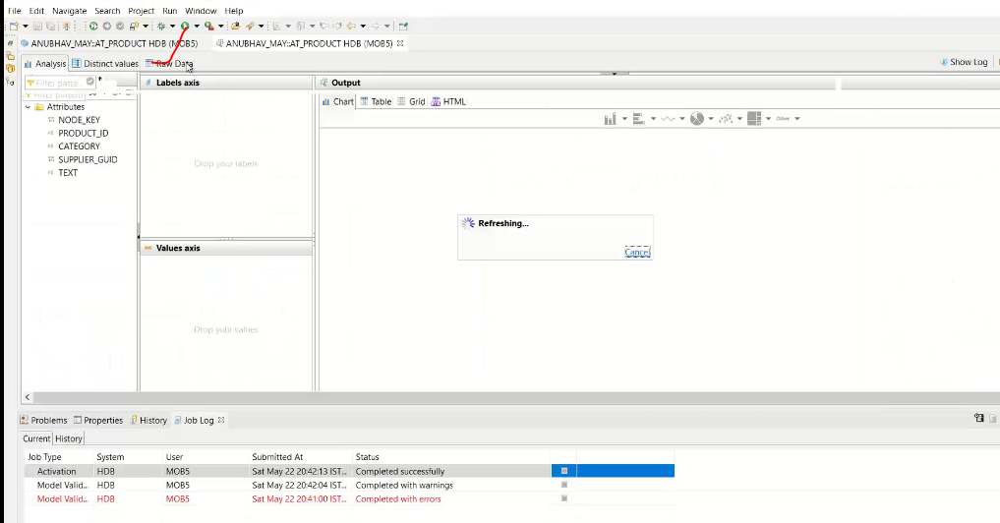 File Edit Navigate Search Project Run Window Help
ANUBHAV_MAY::AT_PRODUCT HDB (MOB5) ANUBHAV_MAY::AT_PRODUCT HDB (MOB5)
Analysis Distinct values Raw Data Show Log
Filter patte... Labels axis Output
Filter pattern
Chart Table Grid HTML
Attributes
NODE_KEY Other
PRODUCT_ID
CATEGORY
SUPPLIER_GUID Drop your labels
TEXT
Refreshing...
Values axis Cancel
Drop your values
Problems Properties History Job Log
Current History
Job Type System User Submitted At Status
Activation HDB MOB5 Sat May 22 20:42:13 IST... Completed successfully
Model Valid... HDB MOB5 Sat May 22 20:42:04 IST... Completed with warnings
Model Valid... HDB MOB5 Sat May 22 20:41:00 IST... Completed with errors